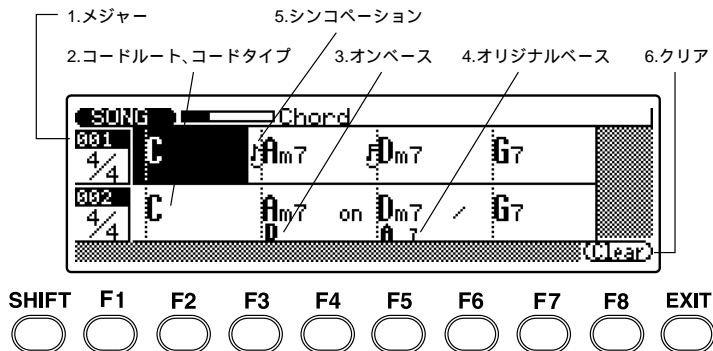 1.メジャー
5.シンコペーション
2.コードルート、コードタイプ
3.オンベース
4.オリジナルベース
6.クリア
SONG Chord
001 4/4 C Am7 Dm7 G7
002 4/4 C Am7 on D Dm7 / A 7 G7
(Clear)
SHIFT F1 F2 F3 F4 F5 F6 F7 F8 EXIT